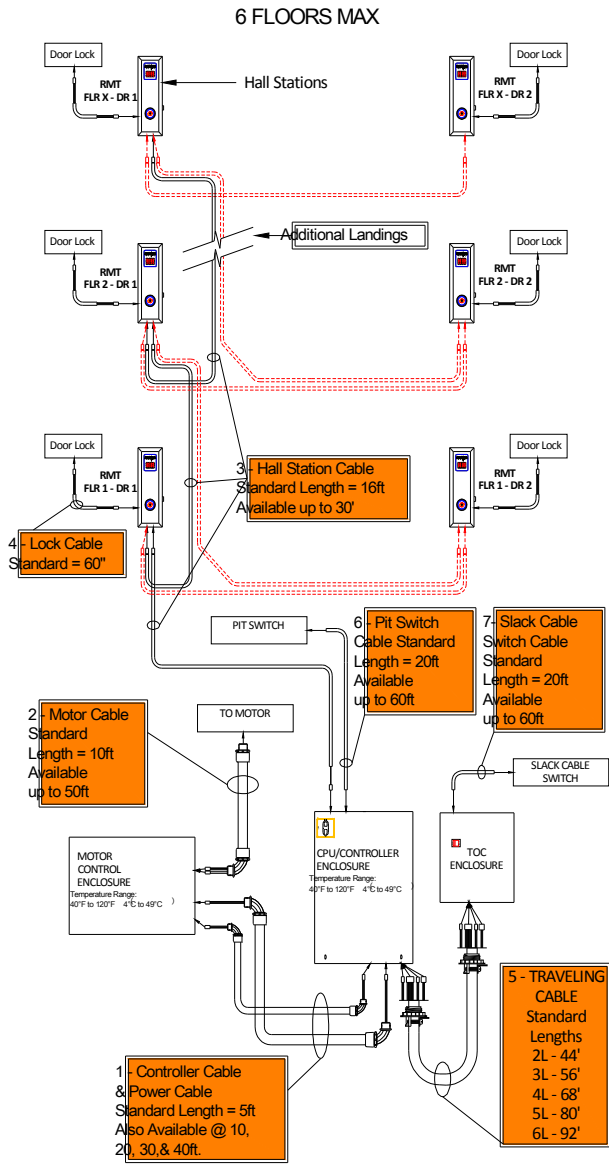 6 FLOORS MAX
Door Lock
RMT
FLR X - DR 1
Hall Stations
RMT
FLR X - DR 2
Door Lock
Additional Landings
Door Lock
RMT
FLR 2 - DR 1
RMT
FLR 2 - DR 2
Door Lock
Door Lock
RMT
FLR 1 - DR 1
3 - Hall Station Cable
Standard Length = 16ft
Available up to 30'
RMT
FLR 1 - DR 2
Door Lock
4 - Lock Cable
Standard = 60"
PIT SWITCH
6 - Pit Switch
Cable Standard
Length = 20ft
Available
up to 60ft
7- Slack Cable
Switch Cable
Standard
Length = 20ft
Available
up to 60ft
2 - Motor Cable
Standard
Length = 10ft
Available
up to 50ft
TO MOTOR
SLACK CABLE
SWITCH
MOTOR
CONTROL
ENCLOSURE
Temperature Range:
40°F to 120°F 4°C to 49°C )
CPU/CONTROLLER
ENCLOSURE
Temperature Range:
40°F to 120°F 4°C to 49°C )
TOC
ENCLOSURE
1 - Controller Cable
& Power Cable
Standard Length = 5ft
Also Available @ 10,
20, 30,& 40ft.
5 - TRAVELING
CABLE
Standard
Lengths
2L - 44'
3L - 56'
4L - 68'
5L - 80'
6L - 92'